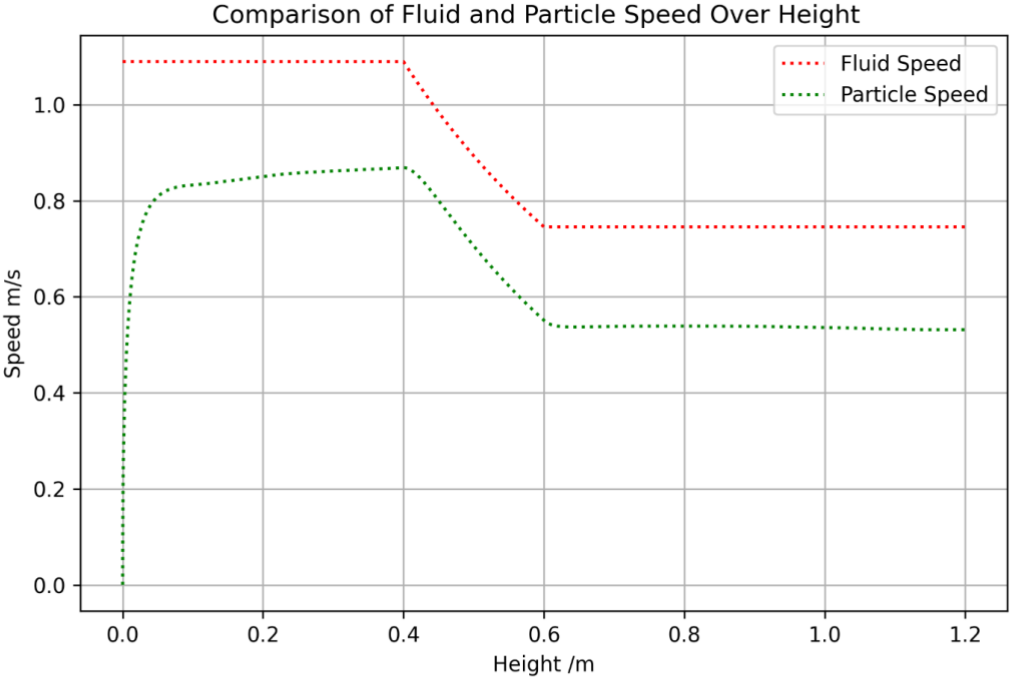 Comparison of Fluid and Particle Speed Over Height
Fluid Speed
Particle Speed
1.0
0.8
0.6
0.4
0.2
0.0
Speed m/s
0.0 0.2 0.4 0.6 0.8 1.0 1.2
Height /m